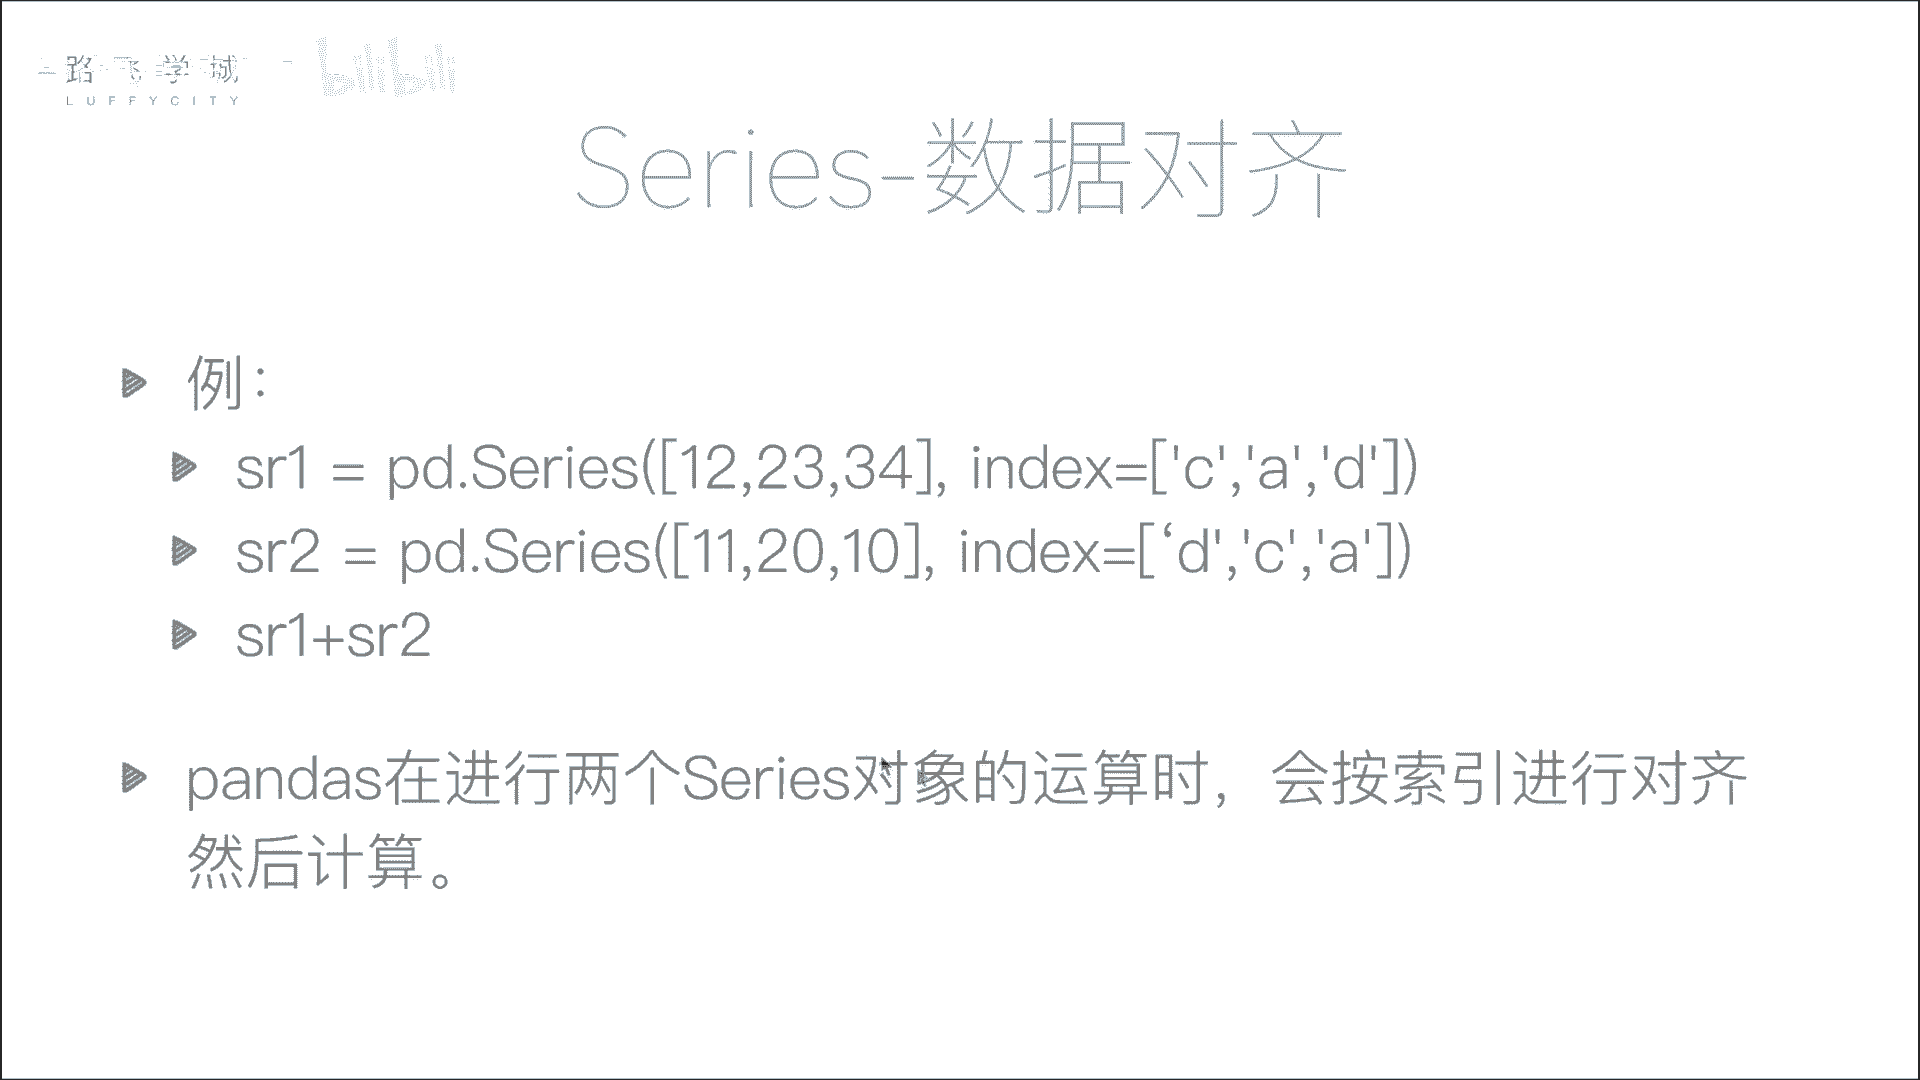 路飞学城
LUFFYCITY
bilibili
Series-数据对齐
例：
sr1 = pd.Series([12,23,34], index=['c','a','d'])
sr2 = pd.Series([11,20,10], index=[‘d','c','a'])
sr1+sr2
pandas在进行两个Series对象的运算时，会按索引进行对齐
然后计算。